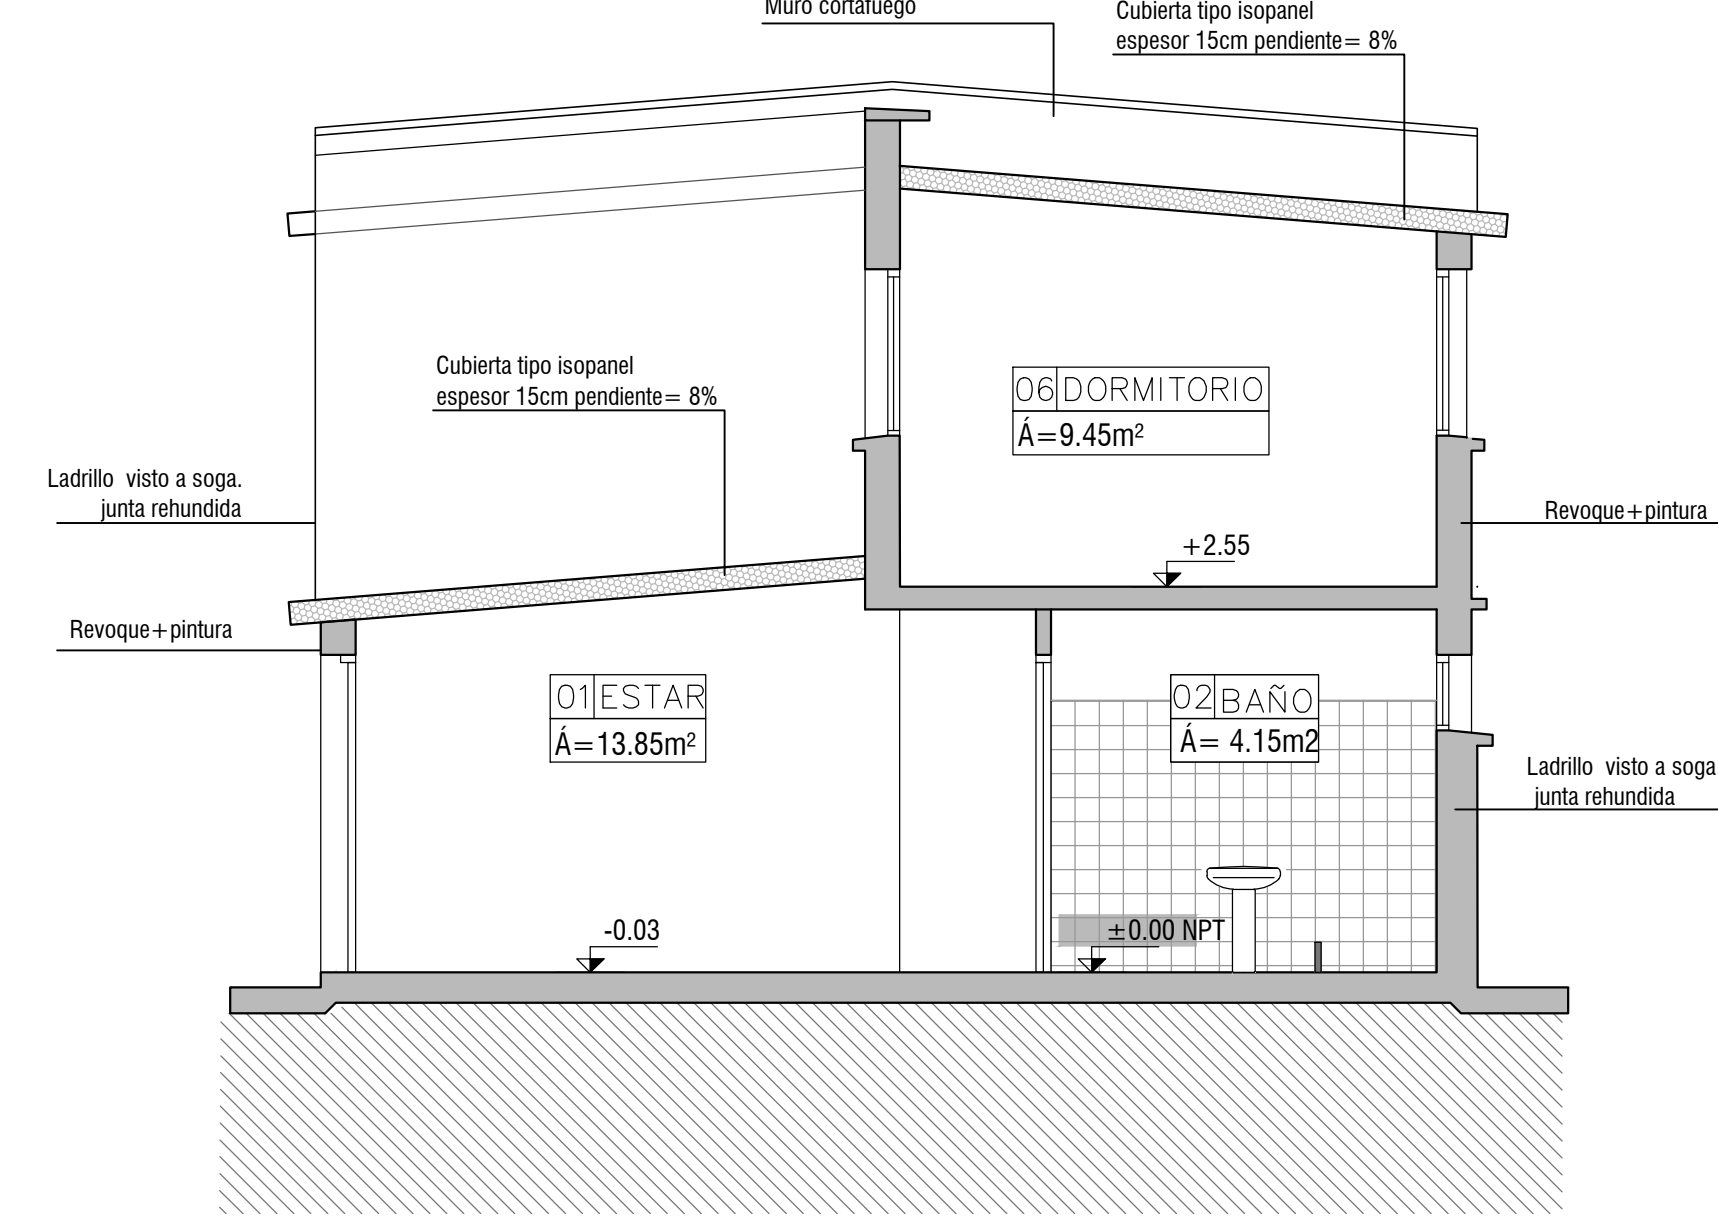 Muro cortafuego
Cubierta tipo isopanel
espesor 15cm pendiente= 8%
Cubierta tipo isopanel
espesor 15cm pendiente= 8%
06 DORMITORIO
Á=9.45m²
Ladrillo visto a soga.
junta rehundida
Revoque+pintura
+2.55
Revoque+pintura
01 ESTAR
Á=13.85m²
02 BAÑO
Á= 4.15m2
Ladrillo visto a soga
junta rehundida
-0.03
±0.00 NPT